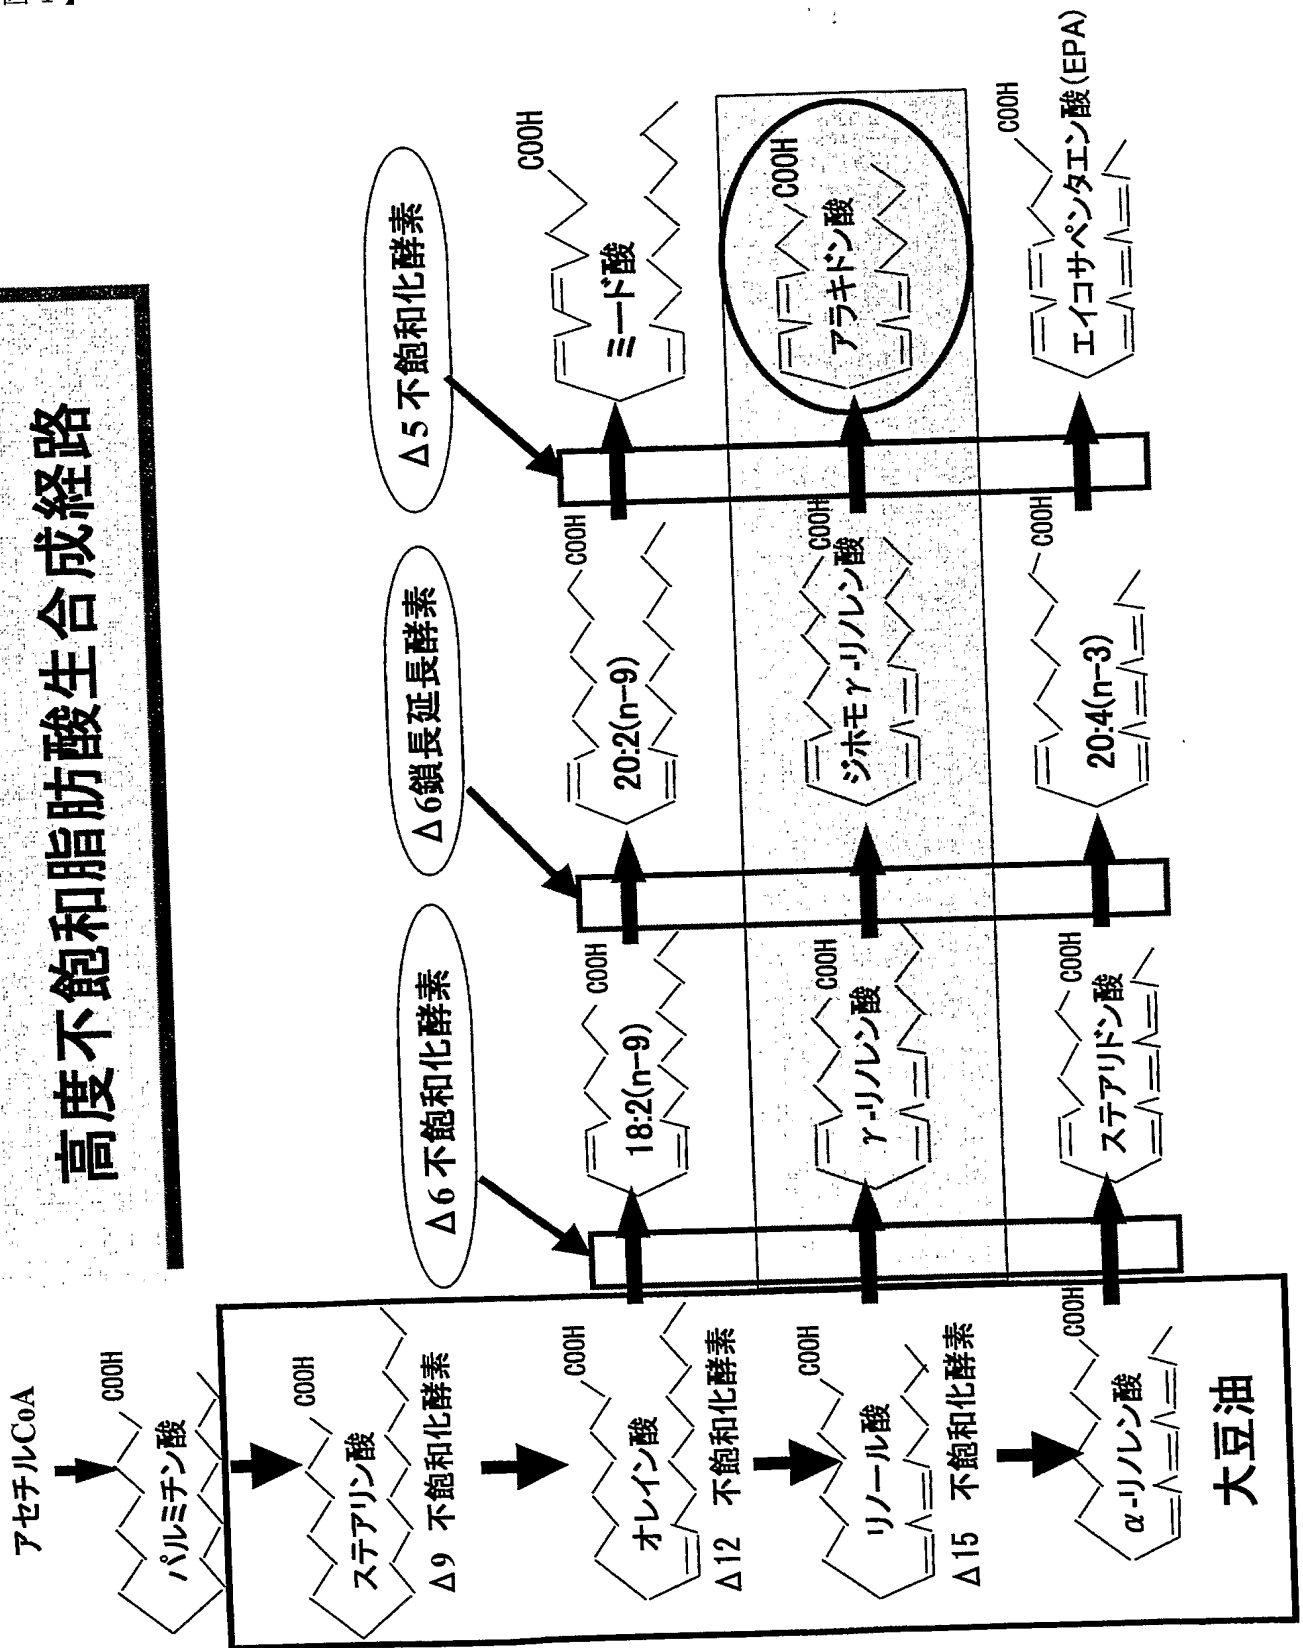 高度不飽和脂肪酸生合成経路
アセチルCoA
COOH
パルミチン酸
COOH
ステアリン酸
Δ9 不飽和化酵素
COOH
オレイン酸
Δ12 不飽和化酵素
COOH
リノール酸
Δ15 不飽和化酵素
COOH
α-リノレン酸
大豆油
Δ6 不飽和化酵素
COOH
18:2(n-9)
COOH
γ-リノレン酸
COOH
ステアリドン酸
Δ6鎖長延長酵素
COOH
20:2(n-9)
COOH
ジホモγ-リノレン酸
COOH
20:4(n-3)
Δ5 不飽和化酵素
COOH
ミード酸
COOH
アラキドン酸
COOH
エイコサペンタエン酸(EPA)